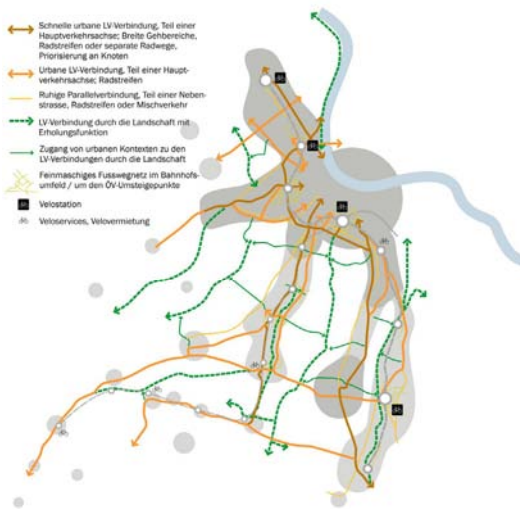 Schnelle urbane LV-Verbindung, Teil einer
Hauptverkersachse; Breite Gehbereiche,
Radstreifen oder separate Radwege,
Priorisierung an Knoten
Urbane LV-Verbindung, Teil einer Haupt-
verkehrsachse; Radstreifen
Ruhige Parallelverbindung, Teil einer Neben-
strasse, Radstreifen oder Mischverkehr
LV-Verbindung durch die Landschaft mit
Erholungsfunktion
Zugang von urbanen Kontexten zu den
LV-Verbindungen durch die Landschaft
Feinmaschiges Fusswegnetz im Bahnhofs-
umfeld / um den ÖV-Umsteigepunkte
Velostation
Veloservices, Velovermietung